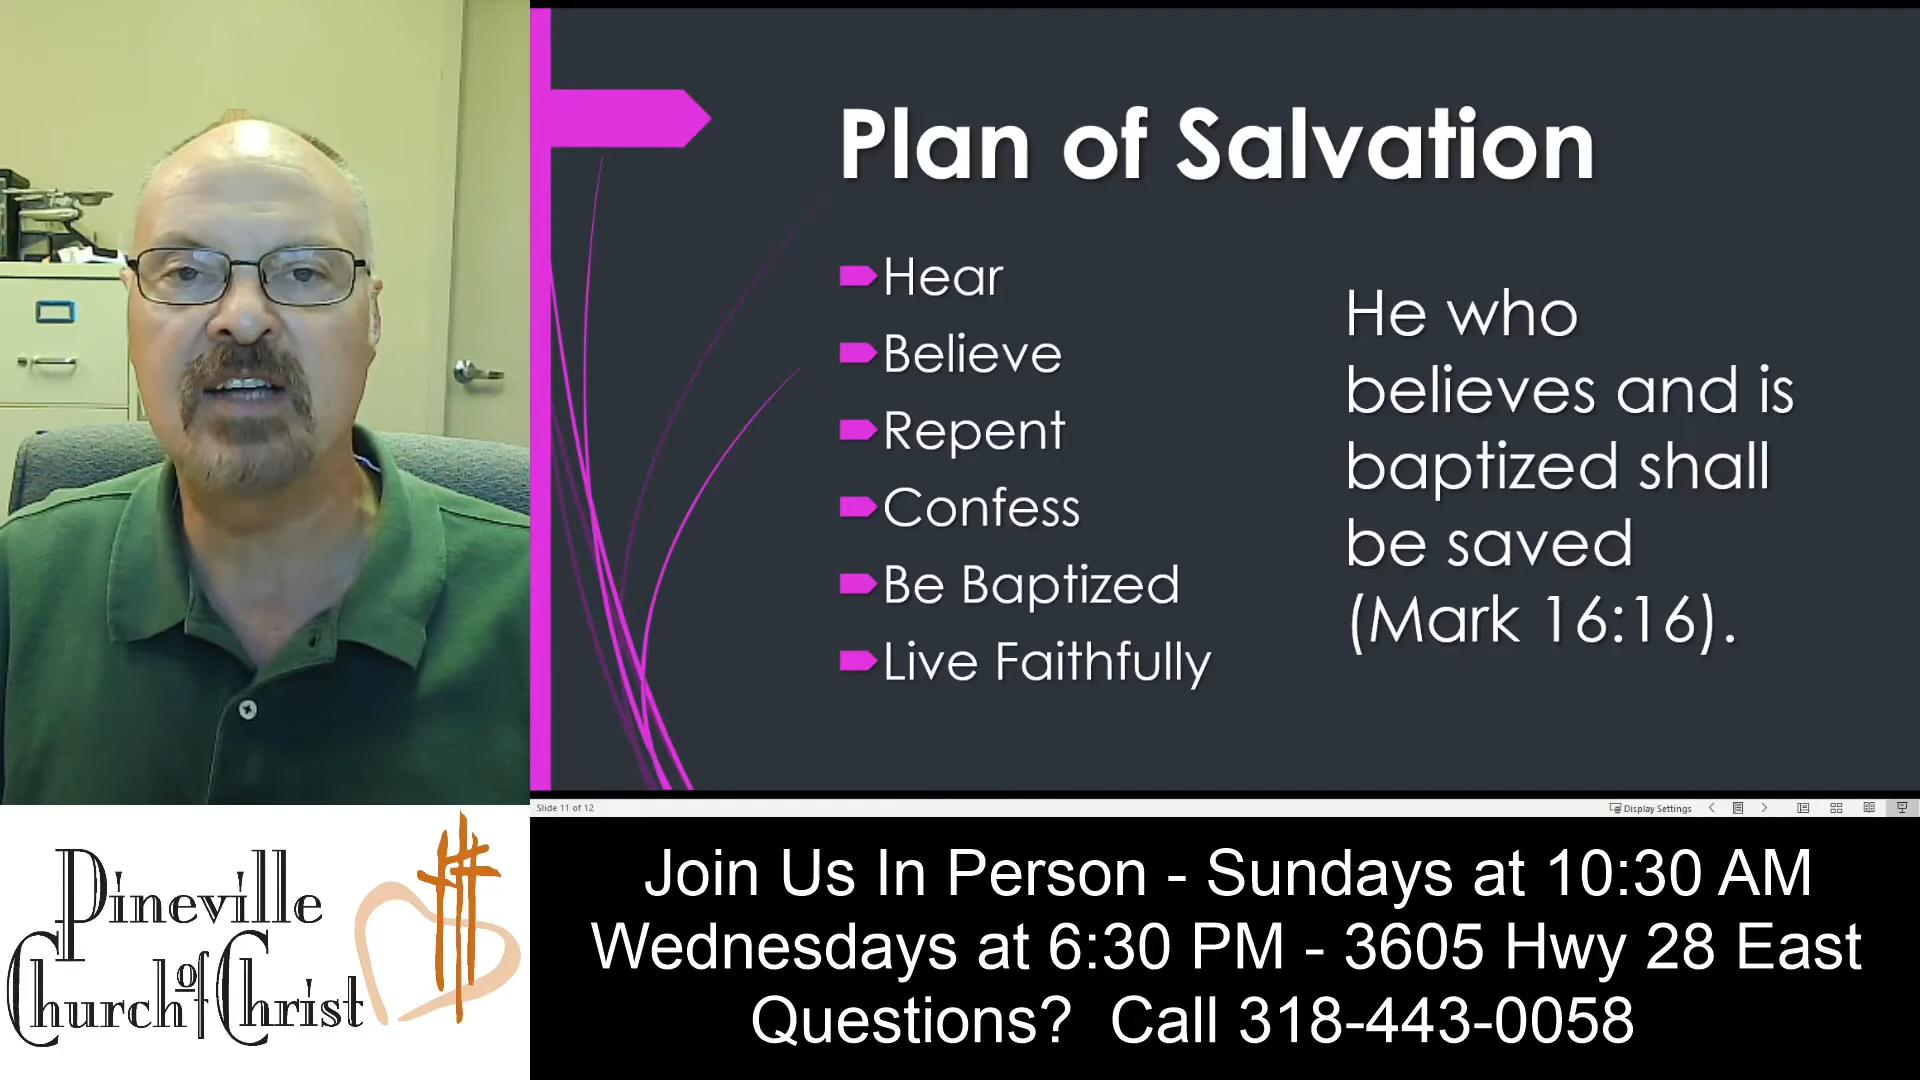 Plan of Salvation
Hear
Believe
Repent
Confess
Be Baptized
Live Faithfully
He who
believes and is
baptized shall
be saved
(Mark 16:16).
Slide 11 of 12
Display Settings
Pineville
Church of Christ
Join Us In Person - Sundays at 10:30 AM
Wednesdays at 6:30 PM - 3605 Hwy 28 East
Questions? Call 318-443-0058